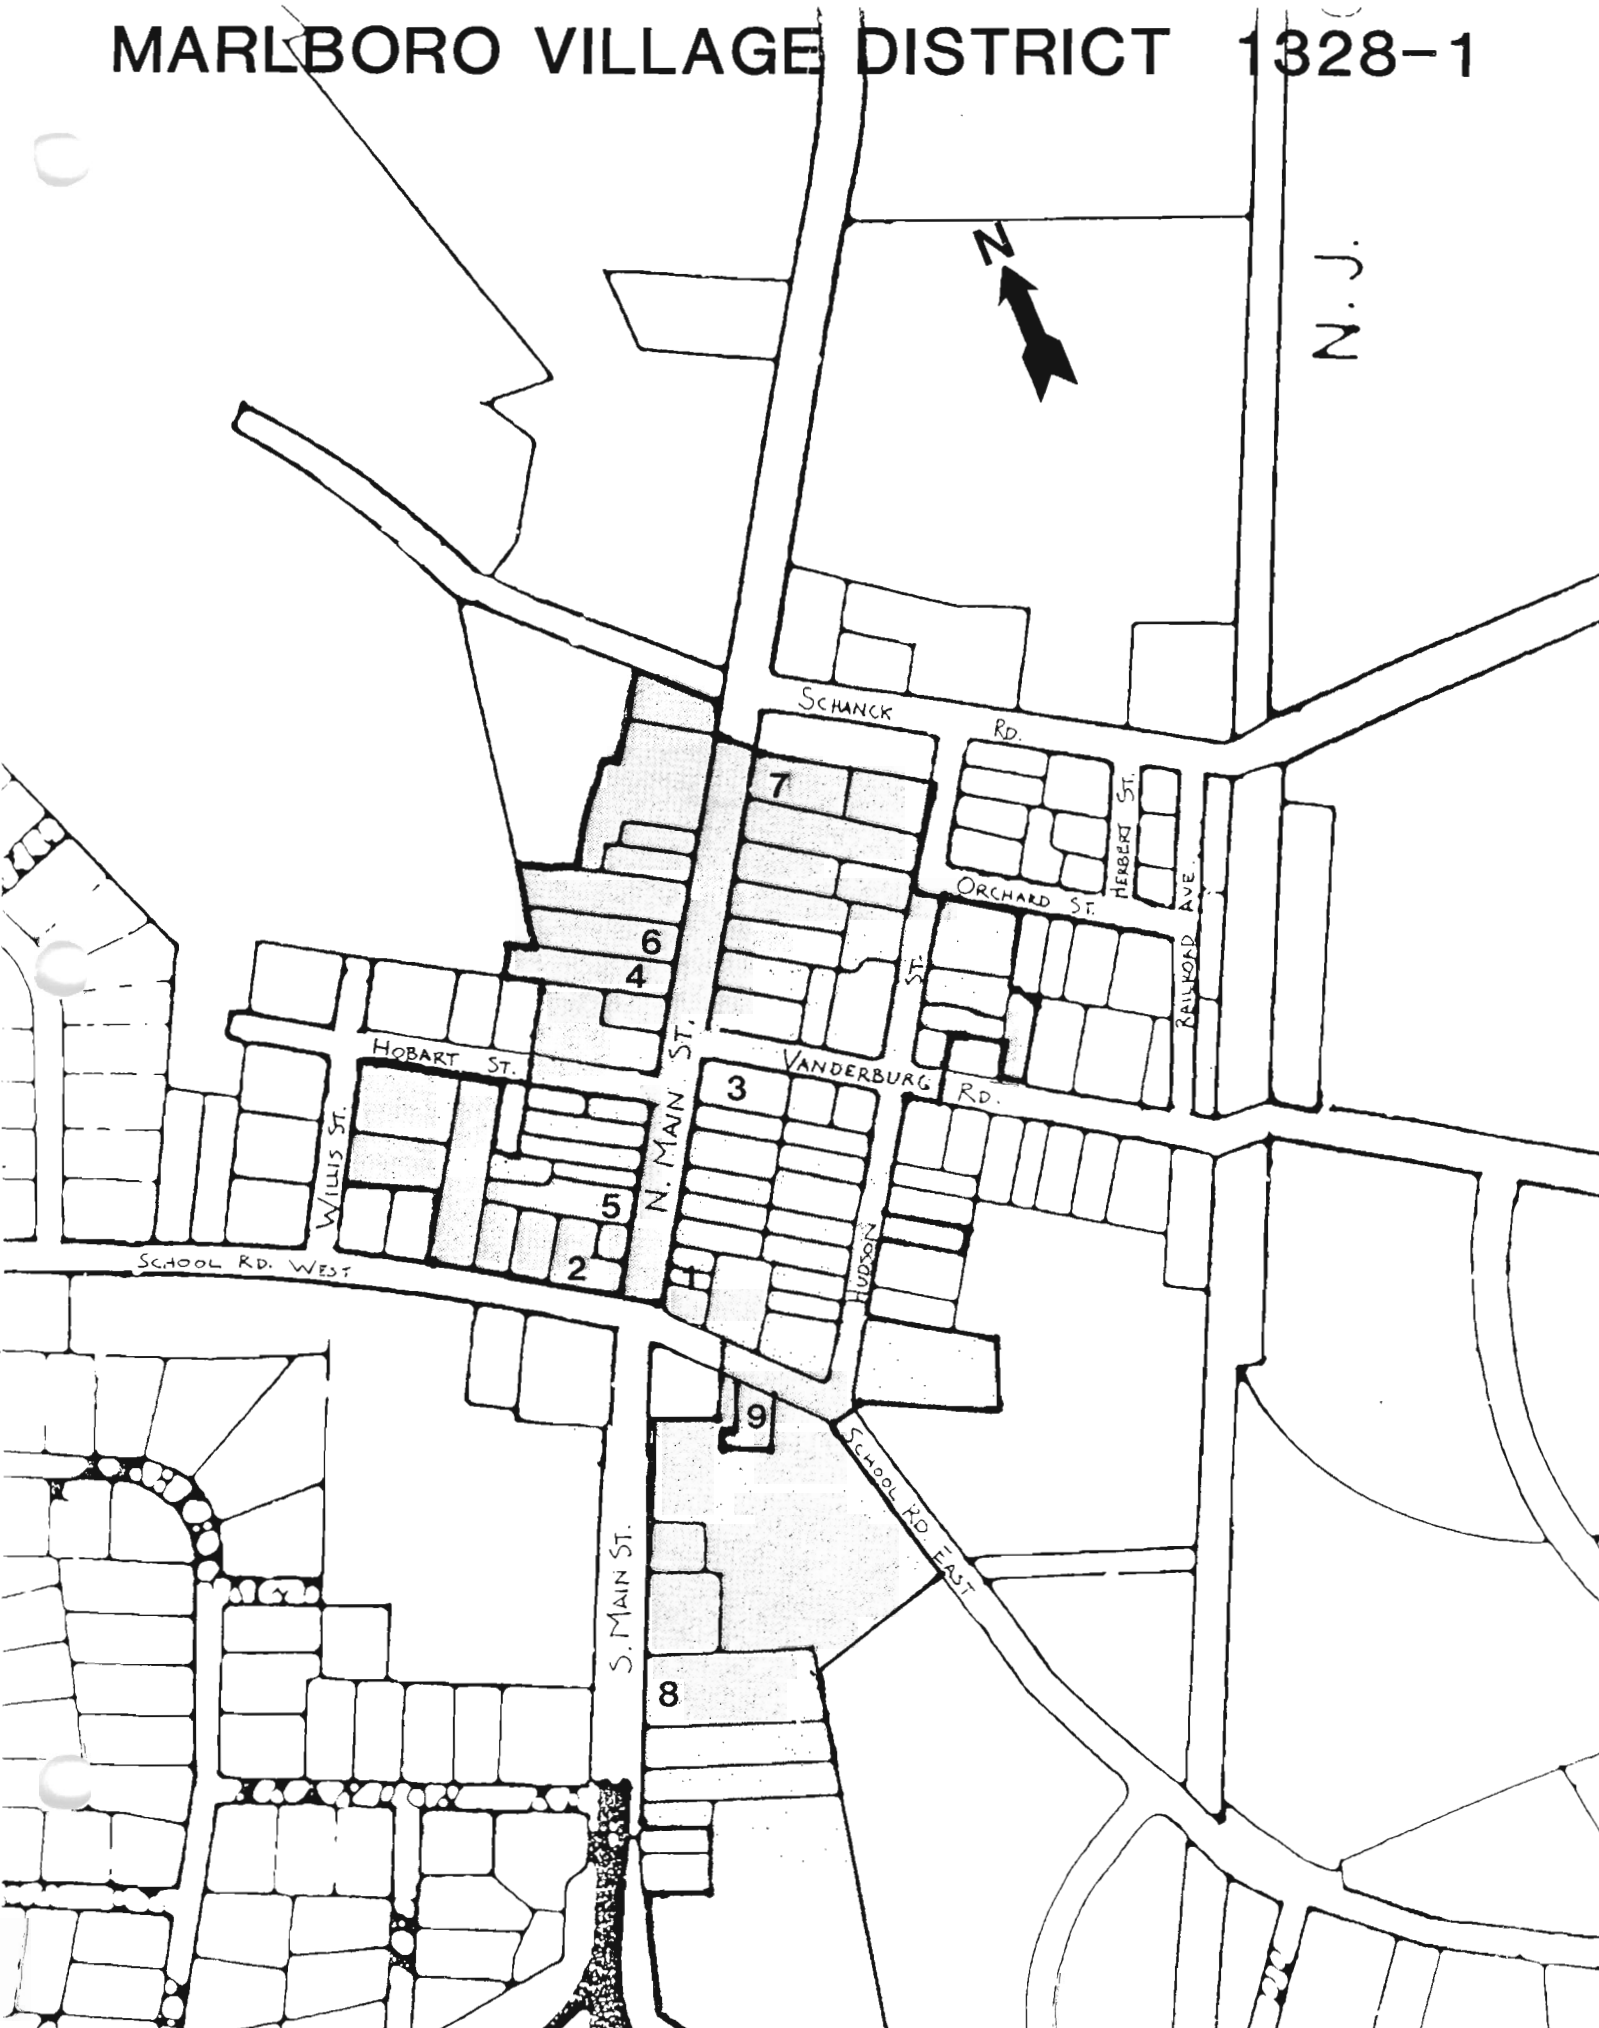 MARLBORO VILLAGE DISTRICT 1328-1
N
N.J.
SCHANCK RD.
7
HERBERT ST.
ORCHARD ST.
RAILROAD AVE.
6
4
ST.
HOBART ST.
N. MAIN ST.
VANDERBURG RD.
3
WILLIS ST.
5
HUDSON
SCHOOL RD. WEST
2
1
9
SCHOOL RD. EAST
S. MAIN ST.
8